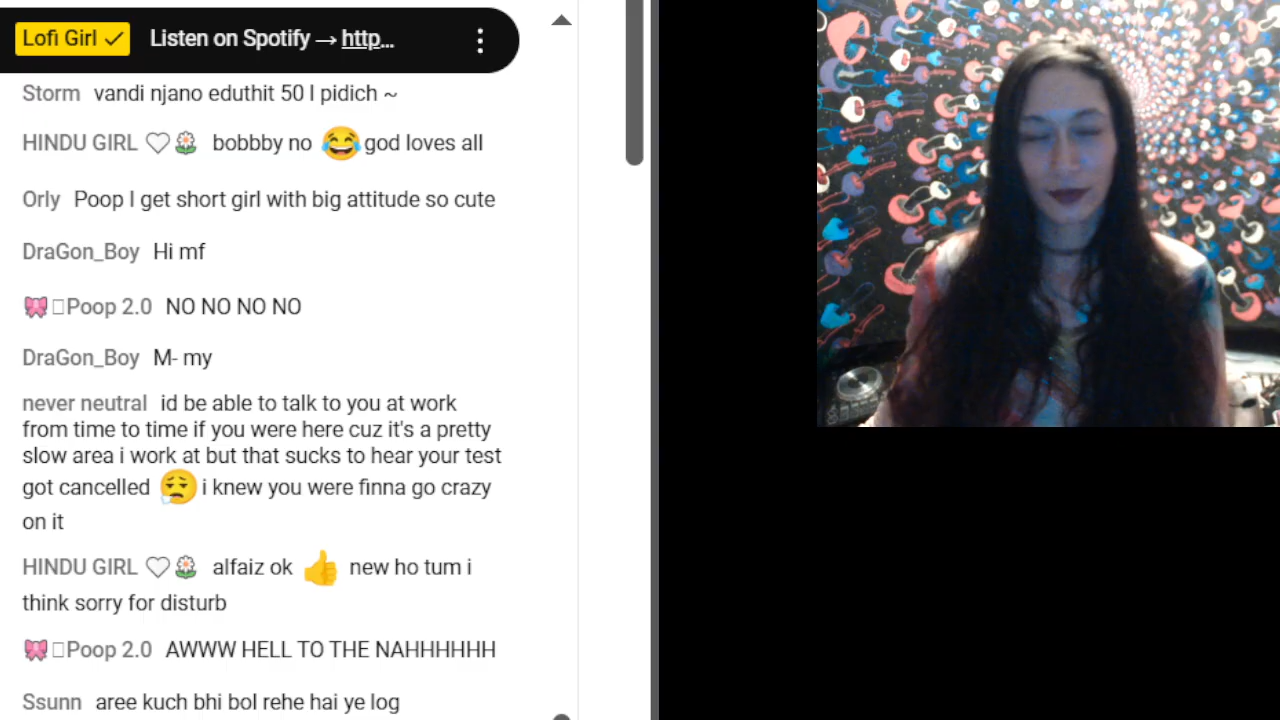 Lofi Girl ✓ Listen on Spotify → http...
Storm vandi njano eduthit 50 l pidich ~
HINDU GIRL 🤍🌼 bobbby no 😂 god loves all
Orly Poop I get short girl with big attitude so cute
DraGon_Boy Hi mf
🎀▯Poop 2.0 NO NO NO NO
DraGon_Boy M- my
never neutral id be able to talk to you at work
from time to time if you were here cuz it's a pretty
slow area i work at but that sucks to hear your test
got cancelled 😮‍💨 i knew you were finna go crazy
on it
HINDU GIRL 🤍🌼 alfaiz ok 👍 new ho tum i
think sorry for disturb
🎀▯Poop 2.0 AWWW HELL TO THE NAHHHHHH
Ssunn aree kuch bhi bol rehe hai ye log